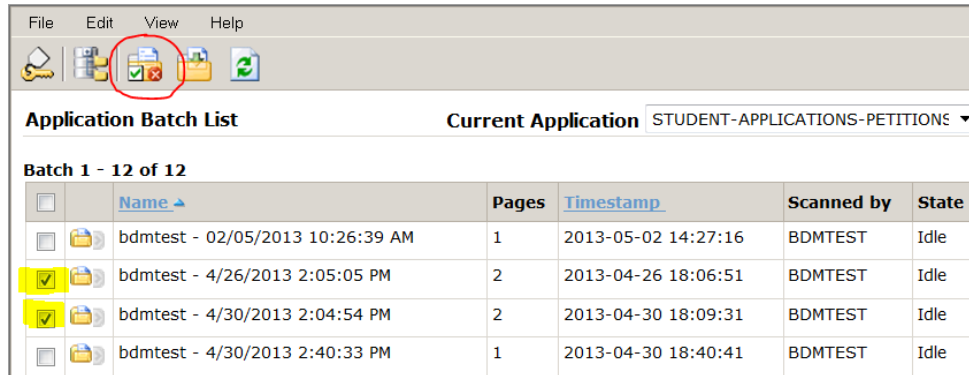 File Edit View Help
Application Batch List Current Application STUDENT-APPLICATIONS-PETITIONS
Batch 1 - 12 of 12
Name Pages Timestamp Scanned by State
bdmtest - 02/05/2013 10:26:39 AM 1 2013-05-02 14:27:16 BDMTEST Idle
bdmtest - 4/26/2013 2:05:05 PM 2 2013-04-26 18:06:51 BDMTEST Idle
bdmtest - 4/30/2013 2:04:54 PM 2 2013-04-30 18:09:31 BDMTEST Idle
bdmtest - 4/30/2013 2:40:33 PM 1 2013-04-30 18:40:41 BDMTEST Idle